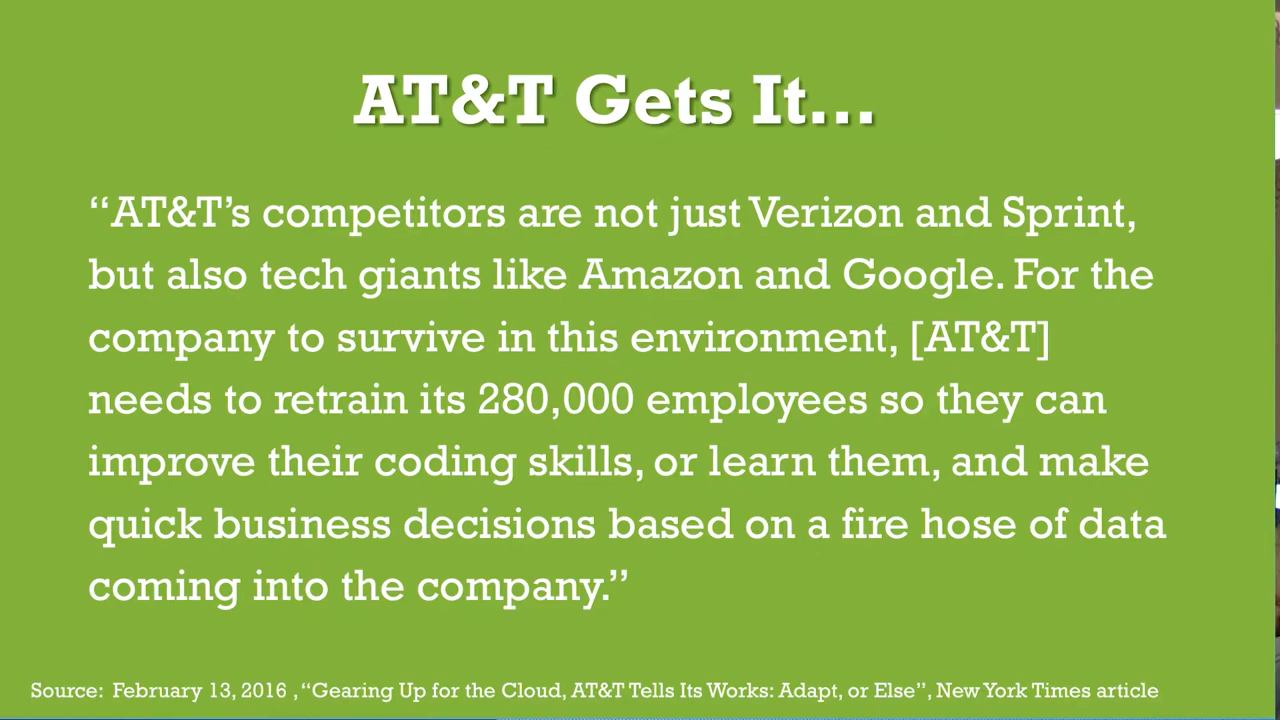 AT&T Gets It...
“AT&T’s competitors are not just Verizon and Sprint,
but also tech giants like Amazon and Google. For the
company to survive in this environment, [AT&T]
needs to retrain its 280,000 employees so they can
improve their coding skills, or learn them, and make
quick business decisions based on a fire hose of data
coming into the company.”
Source: February 13, 2016 , “Gearing Up for the Cloud, AT&T Tells Its Works: Adapt, or Else”, New York Times article